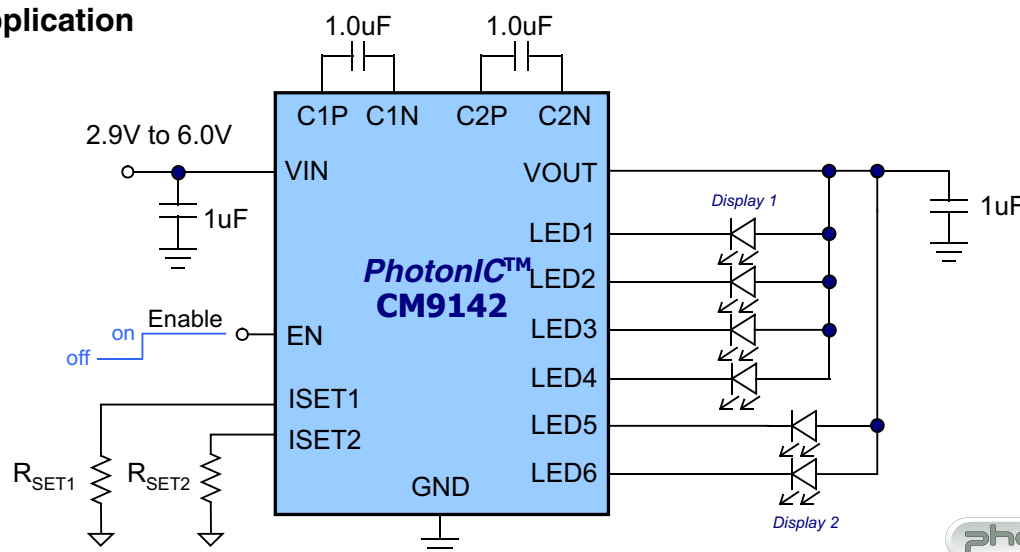 plication
1.0uF 1.0uF
C1P C1N C2P C2N
2.9V to 6.0V
VIN VOUT
1uF
Display 1
1uF
LED1
PhotonIC™
CM9142
LED2
Enable
on
off
EN
LED3
LED4
ISET1
ISET2
LED5
LED6
RSET1 RSET2
GND
Display 2
pho